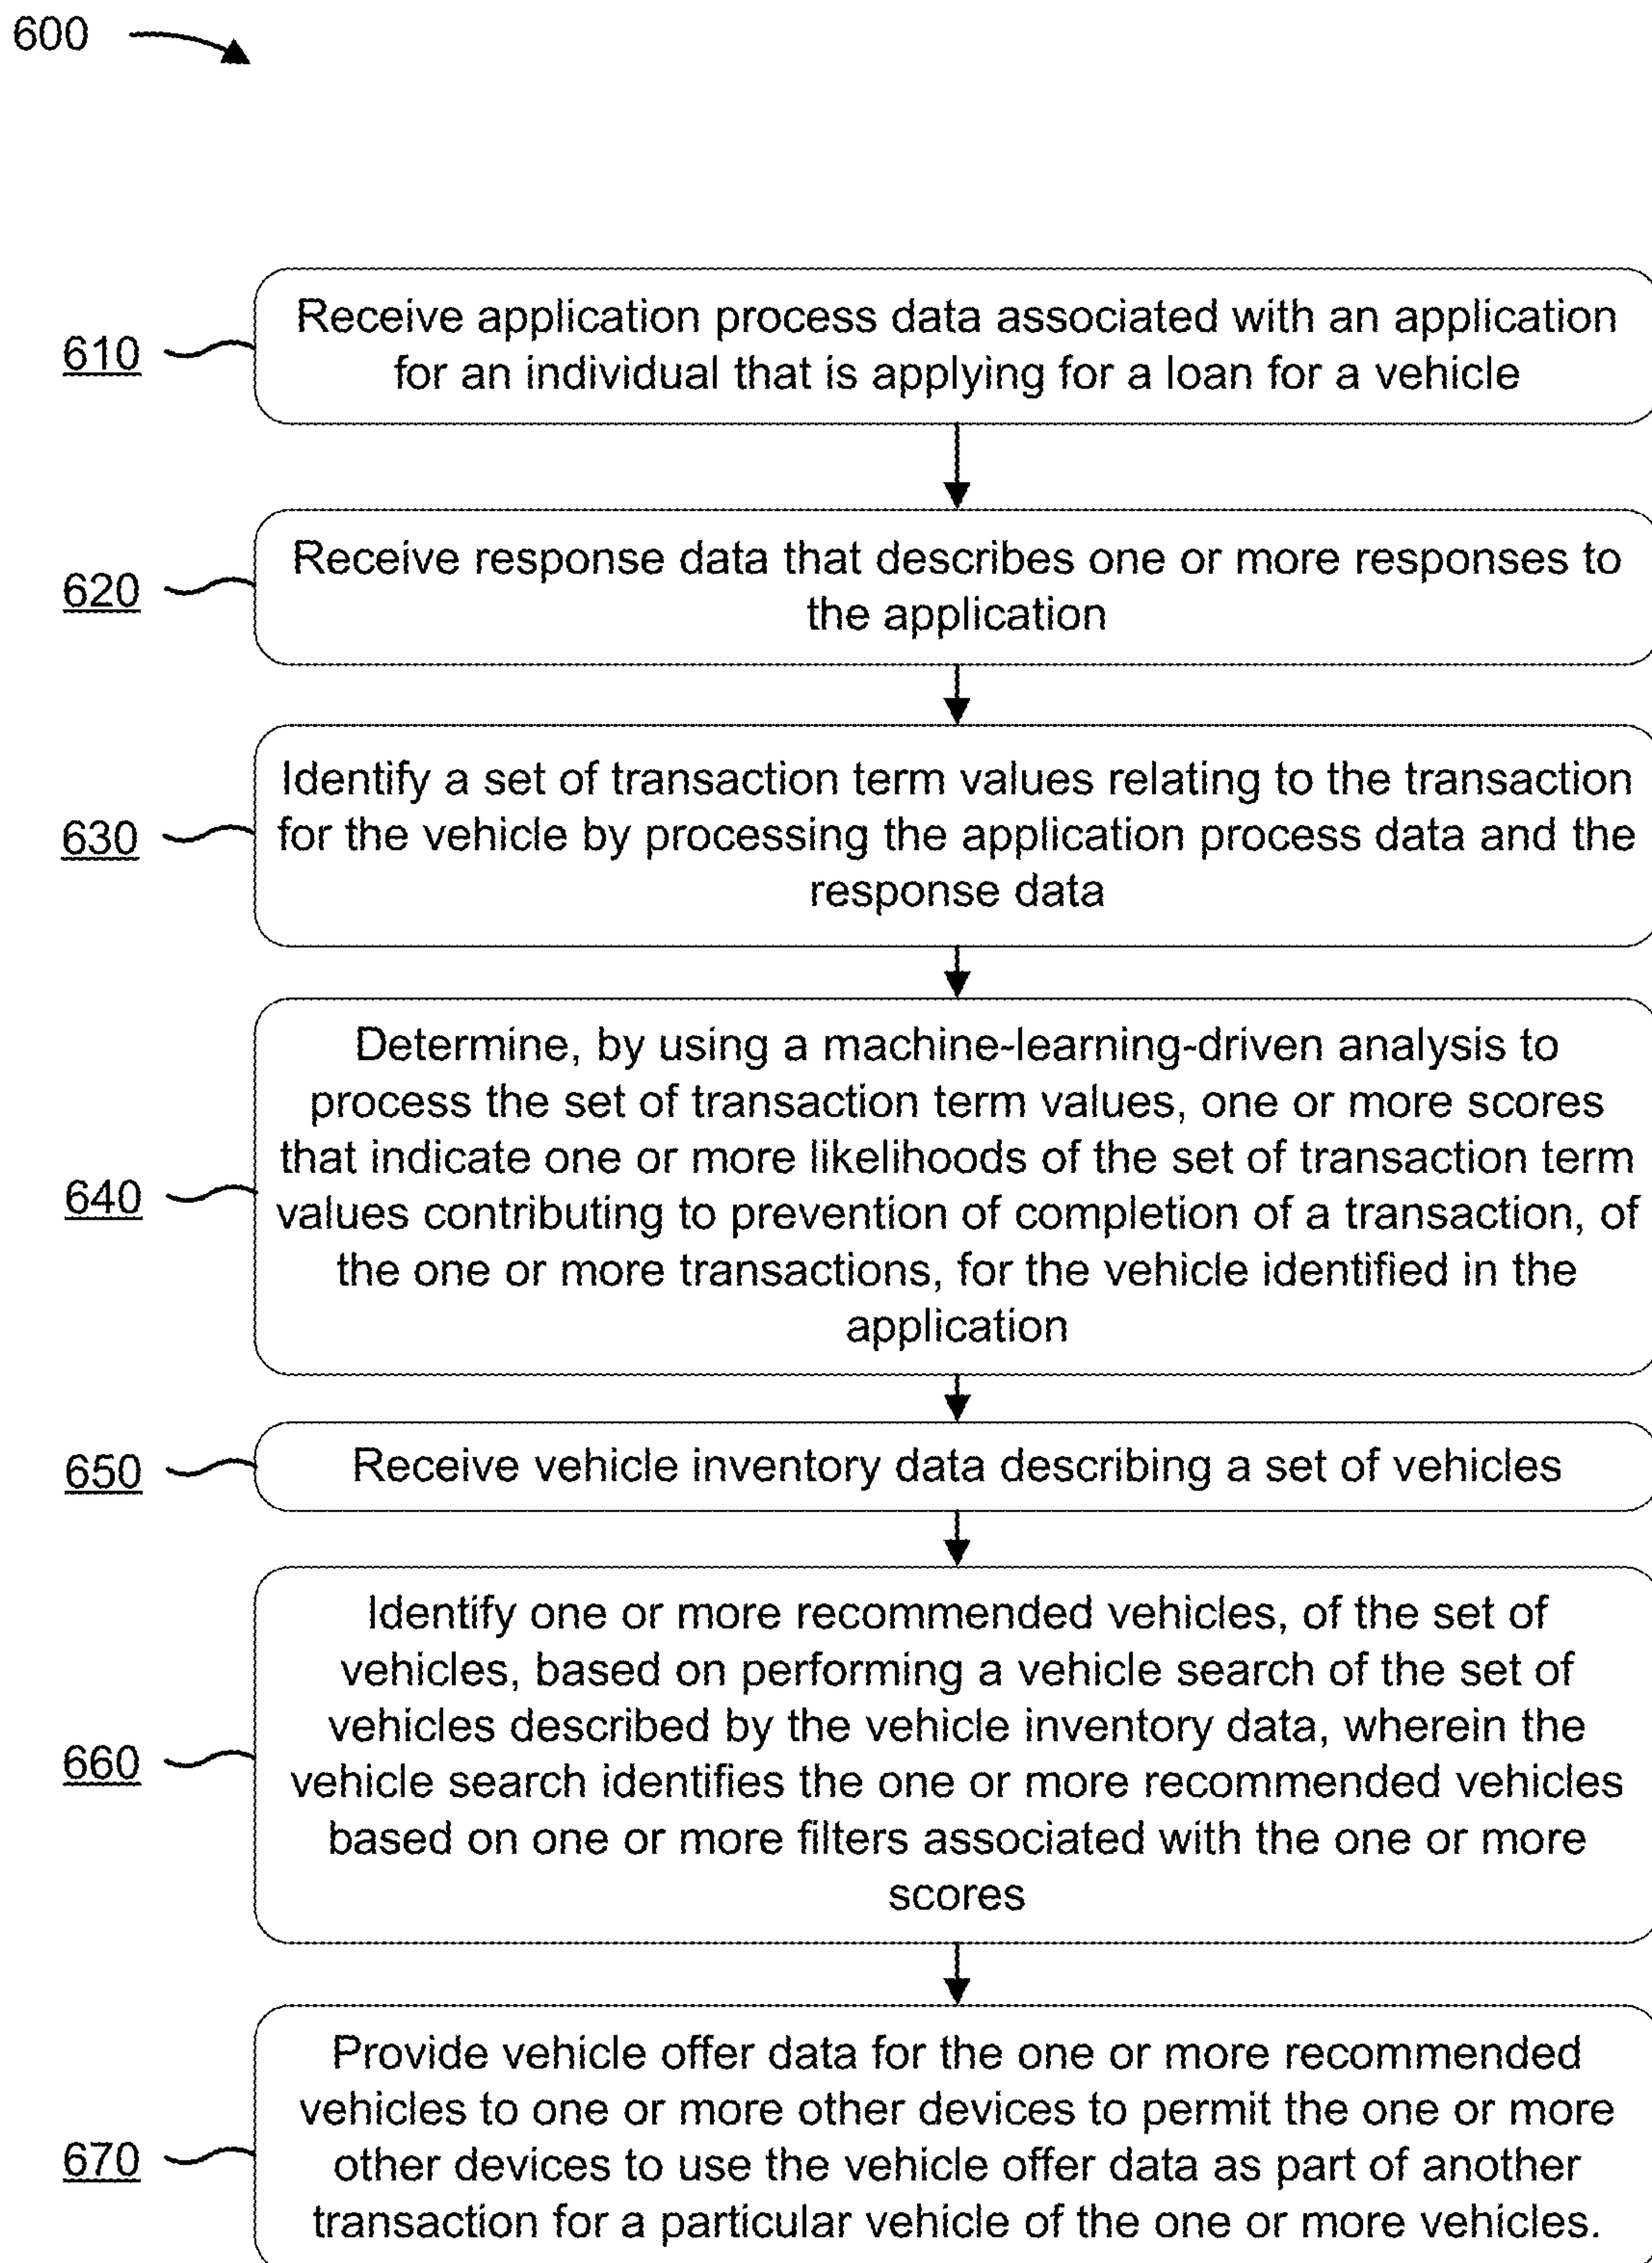 600
610
Receive application process data associated with an application
for an individual that is applying for a loan for a vehicle
620
Receive response data that describes one or more responses to
the application
630
Identify a set of transaction term values relating to the transaction
for the vehicle by processing the application process data and the
response data
640
Determine, by using a machine-learning-driven analysis to
process the set of transaction term values, one or more scores
that indicate one or more likelihoods of the set of transaction term
values contributing to prevention of completion of a transaction, of
the one or more transactions, for the vehicle identified in the
application
650
Receive vehicle inventory data describing a set of vehicles
660
Identify one or more recommended vehicles, of the set of
vehicles, based on performing a vehicle search of the set of
vehicles described by the vehicle inventory data, wherein the
vehicle search identifies the one or more recommended vehicles
based on one or more filters associated with the one or more
scores
670
Provide vehicle offer data for the one or more recommended
vehicles to one or more other devices to permit the one or more
other devices to use the vehicle offer data as part of another
transaction for a particular vehicle of the one or more vehicles.